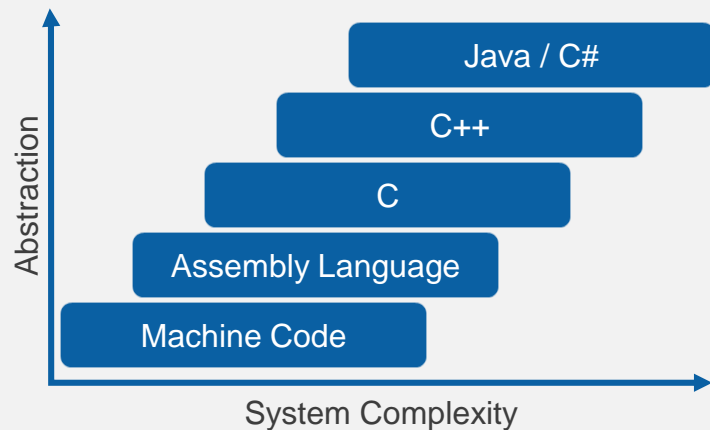 Java / C#
C++
C
Assembly Language
Machine Code
Abstraction
System Complexity